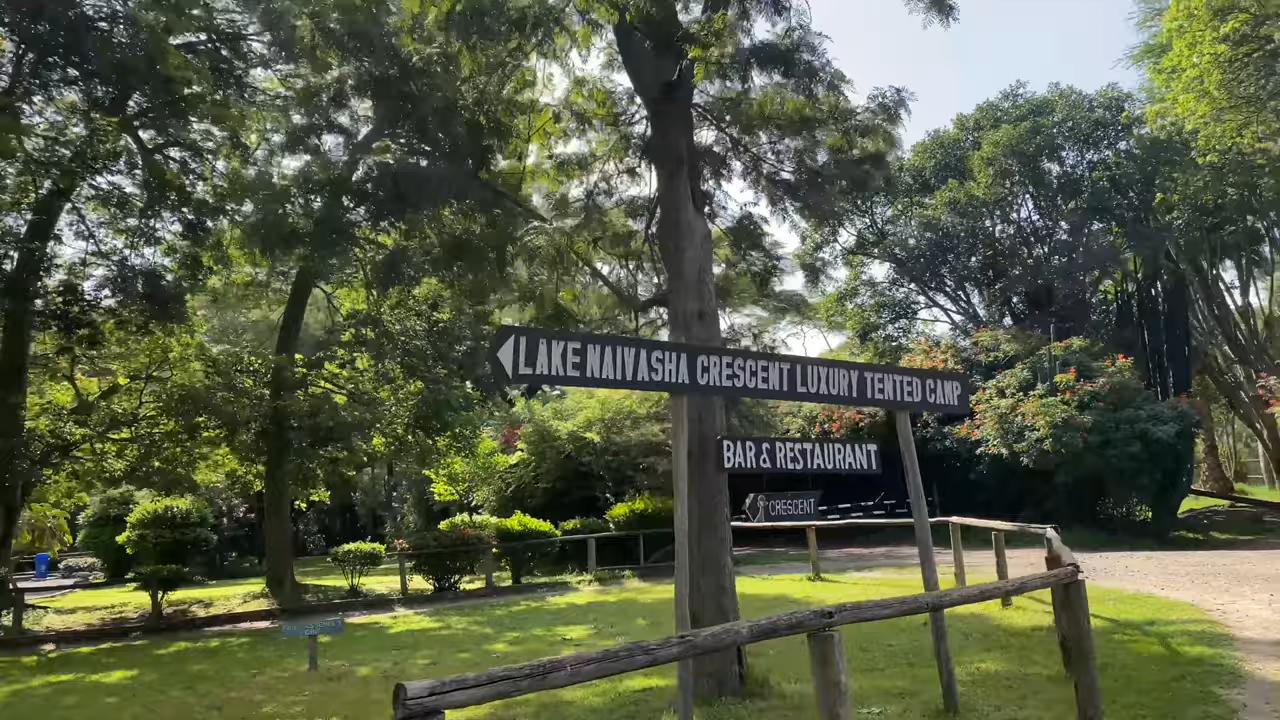 LAKE NAIVASHA CRESCENT LUXURY TENTED CAMP
BAR & RESTAURANT
CRESCENT